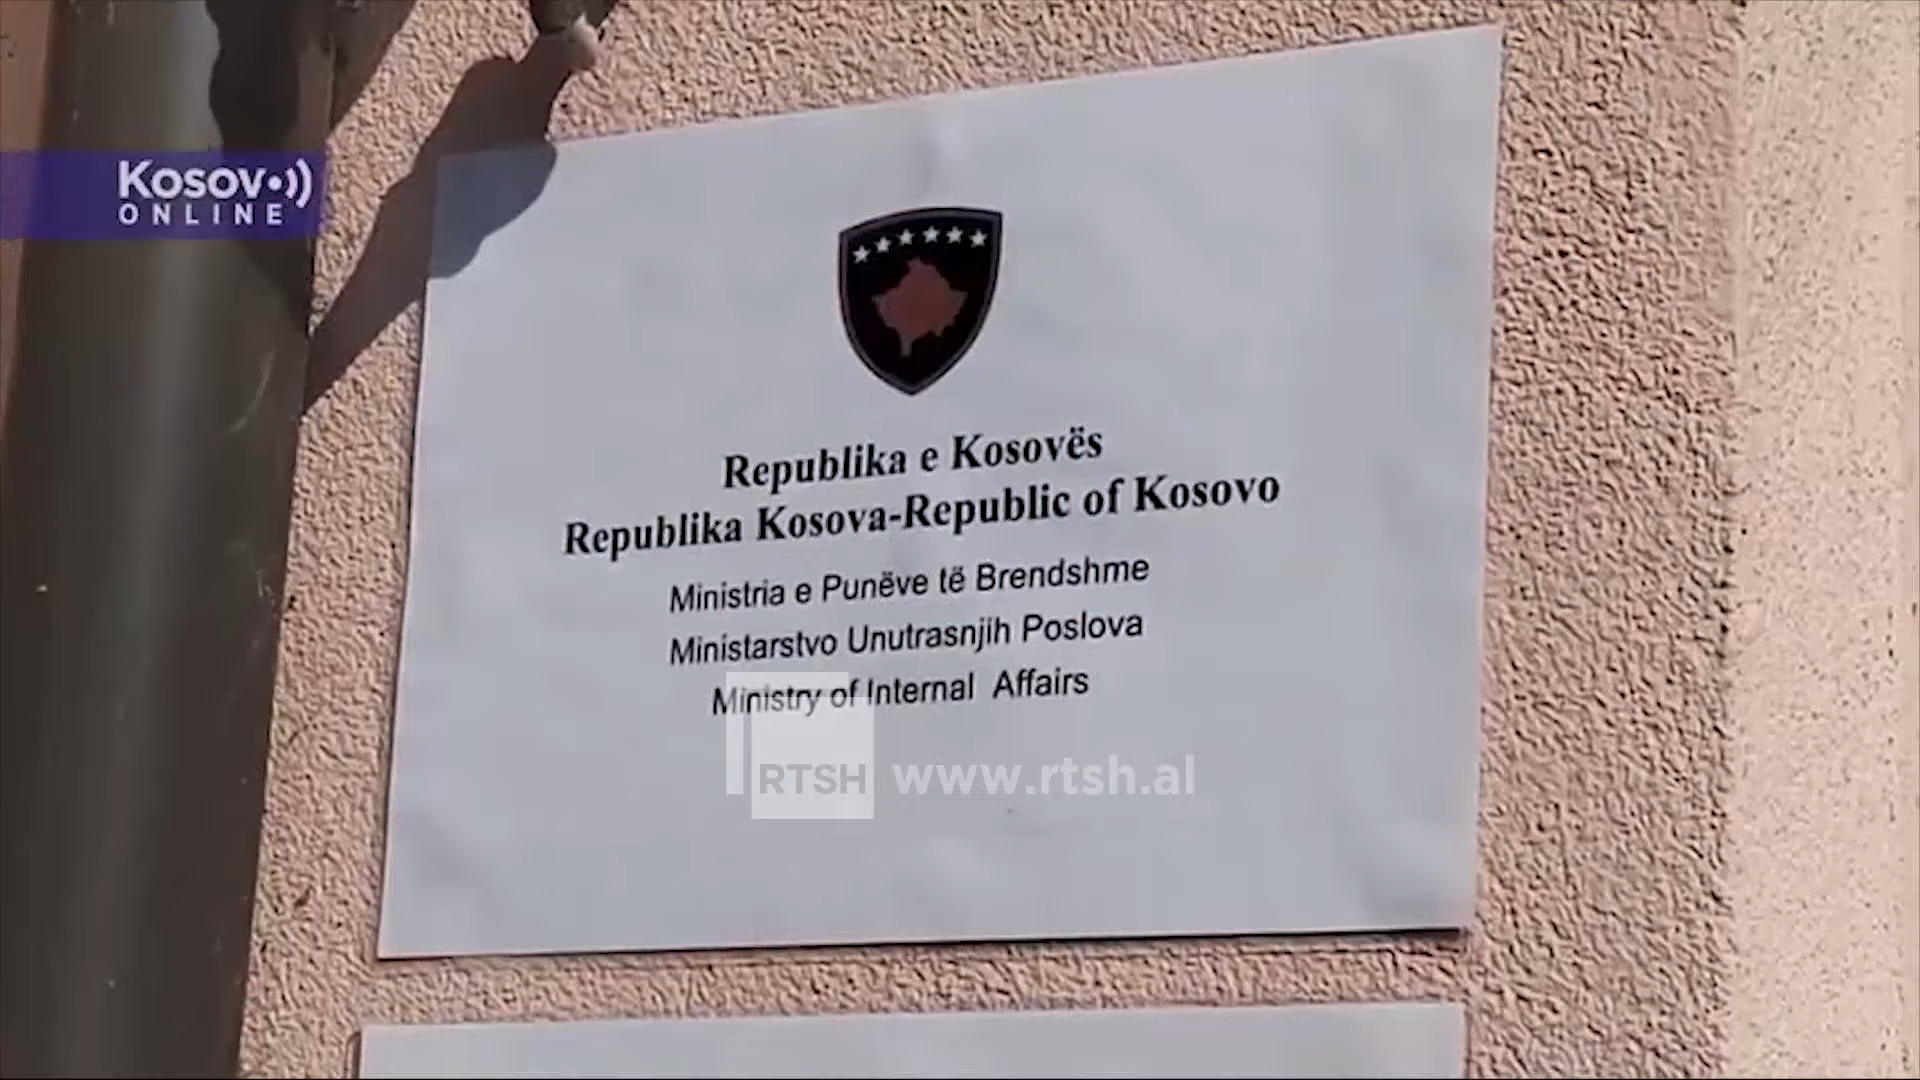 Kosovo
ONLINE
Republika e Kosovës
Republika Kosova-Republic of Kosovo
Ministria e Punëve të Brendshme
Ministarstvo Unutrasnjih Poslova
Ministry of Internal Affairs
RTSH www.rtsh.al